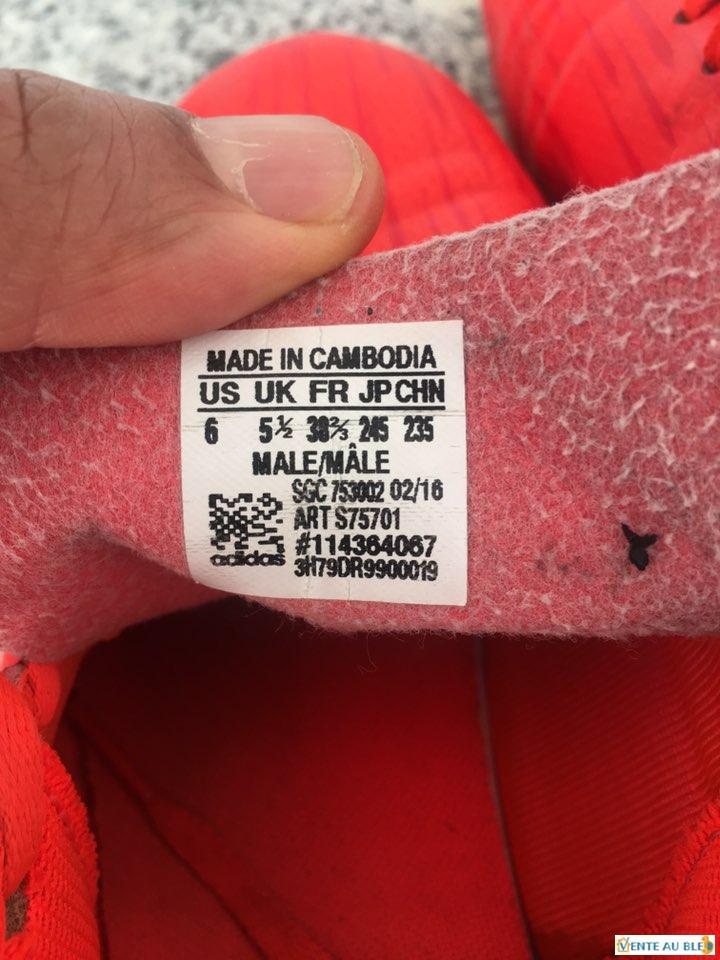 MADE IN CAMBODIA
US UK FR JP CHN
6 5½ 38⅔ 245 235
MALE/MÂLE
SGC 753002 02/16
ART S75701
#114364067
adidas 3H79DR9900019
VENTE AU BLED